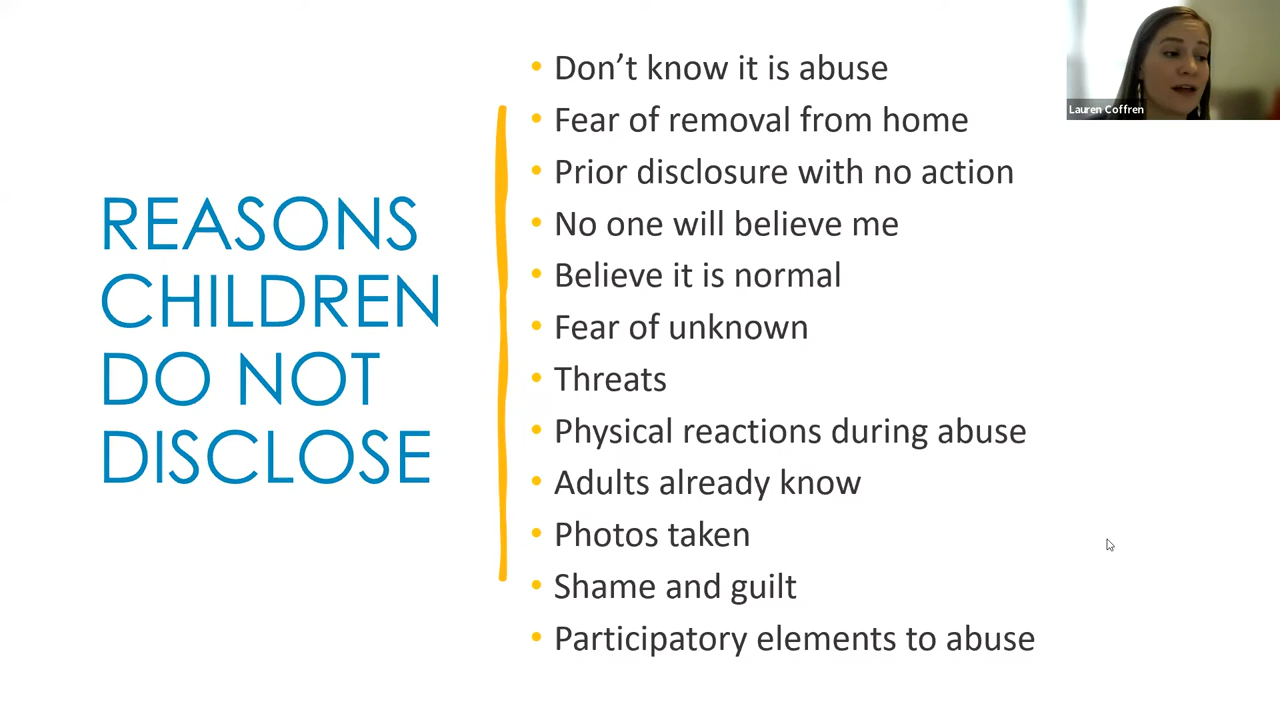 REASONS
CHILDREN
DO NOT
DISCLOSE
• Don’t know it is abuse
• Fear of removal from home
• Prior disclosure with no action
• No one will believe me
• Believe it is normal
• Fear of unknown
• Threats
• Physical reactions during abuse
• Adults already know
• Photos taken
• Shame and guilt
• Participatory elements to abuse
Lauren Coffren